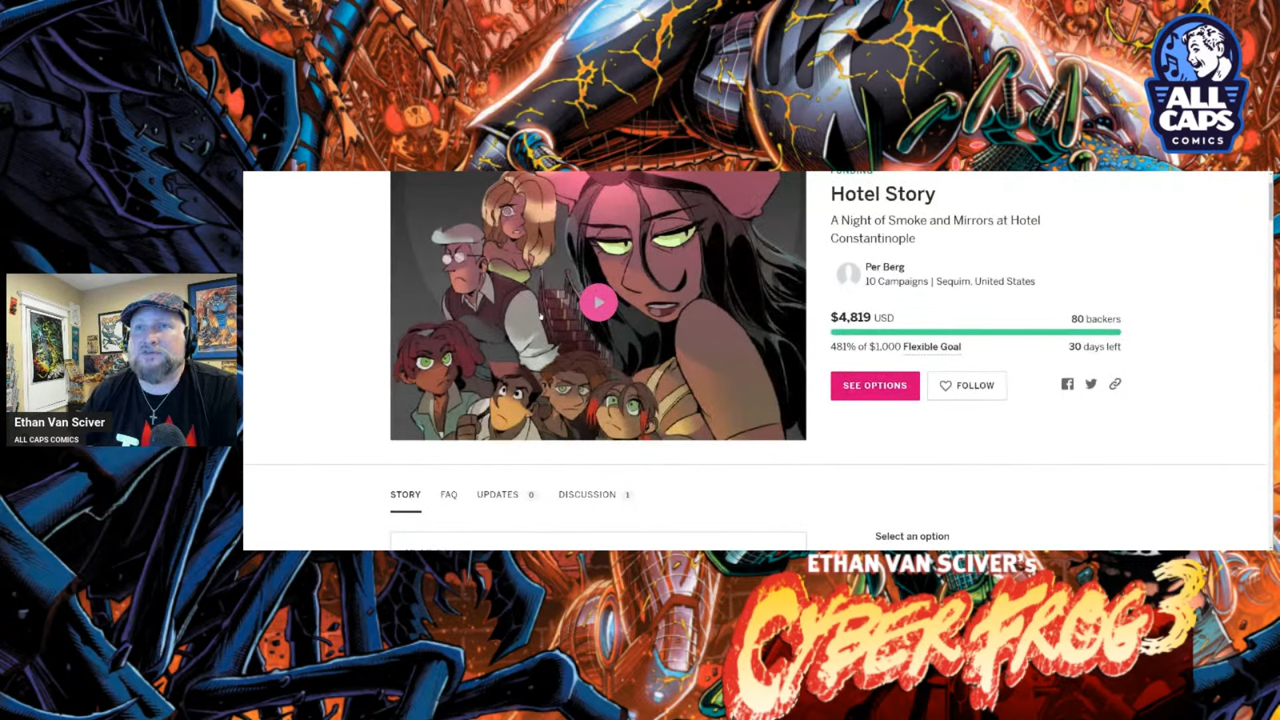 ALL
CAPS
COMICS
FUNDING
Hotel Story
A Night of Smoke and Mirrors at Hotel
Constantinople
Per Berg
10 Campaigns | Sequim, United States
$4,819 USD
80 backers
481% of $1,000 Flexible Goal
30 days left
SEE OPTIONS
FOLLOW
Ethan Van Sciver
ALL CAPS COMICS
STORY
FAQ
UPDATES 0
DISCUSSION 1
Select an option
ETHAN VAN SCIVER's
CYBER FROG 3